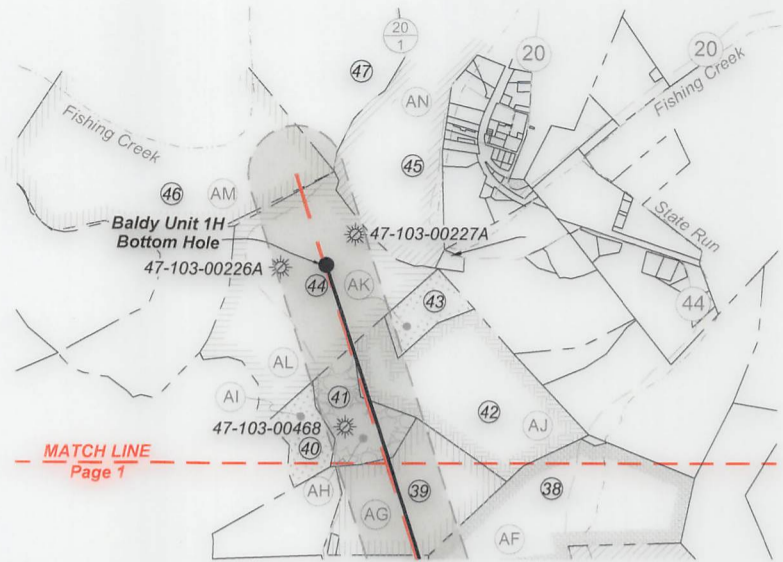 20
1
20
20
47
Fishing Creek
AN
Fishing Creek
45
46
AM
Baldy Unit 1H
Bottom Hole
47-103-00227A
State Run
47-103-00226A
44
AK
43
44
AL
AI
41
42
AJ
47-103-00468
40
MATCH LINE
Page 1
AH
39
38
AG
AF